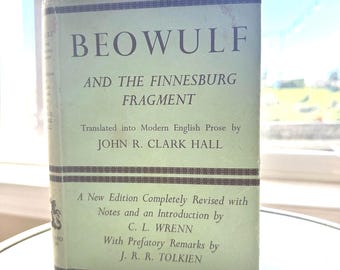 BEOWULF
AND THE FINNESBURG
FRAGMENT
Translated into Modern English Prose by
JOHN R. CLARK HALL
A New Edition Completely Revised with
Notes and an Introduction by
C. L. WRENN
With Prefatory Remarks by
J. R. R. TOLKIEN